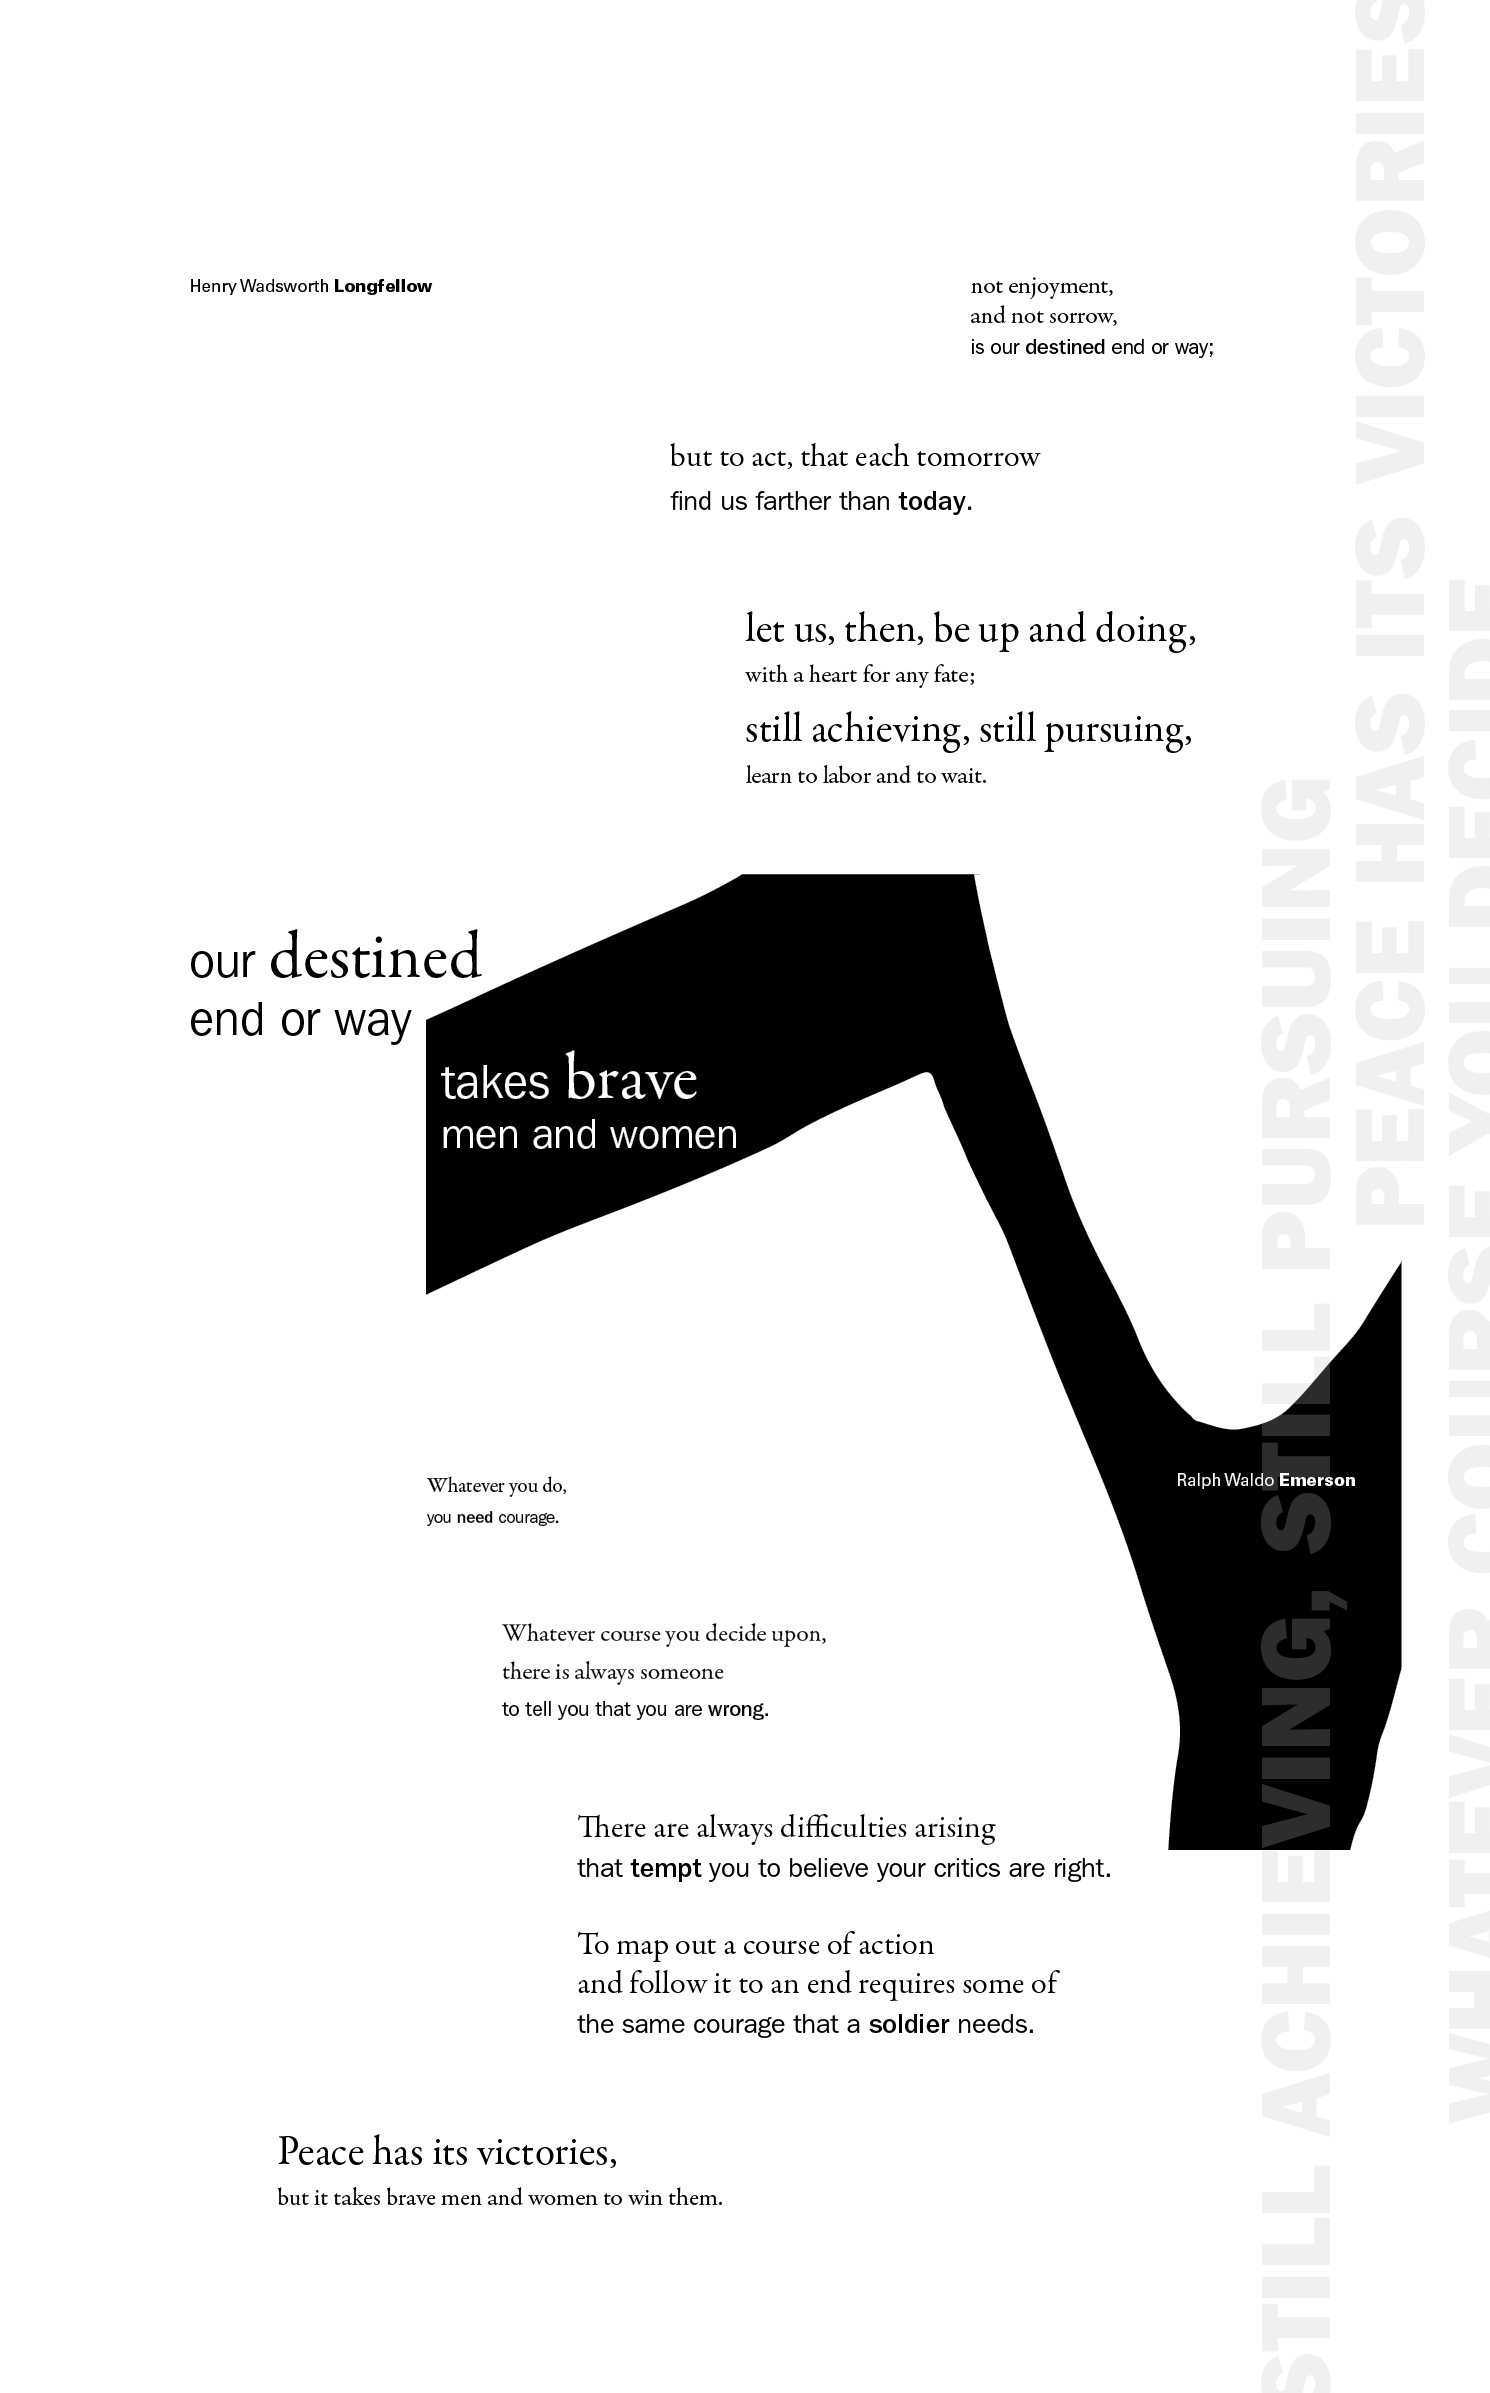 Henry Wadsworth Longfellow
not enjoyment,
and not sorrow,
is our destined end or way;
but to act, that each tomorrow
find us farther than today.
let us, then, be up and doing,
with a heart for any fate;
still achieving, still pursuing,
learn to labor and to wait.
our destined
end or way
takes brave
men and women
Ralph Waldo Emerson
Whatever you do,
you need courage.
Whatever course you decide upon,
there is always someone
to tell you that you are wrong.
There are always difficulties arising
that tempt you to believe your critics are right.
To map out a course of action
and follow it to an end requires some of
the same courage that a soldier needs.
Peace has its victories,
but it takes brave men and women to win them.
STILL ACHIEVING, STILL PURSUING
PEACE HAS ITS VICTORIES
WHATEVER COURSE YOU DECIDE